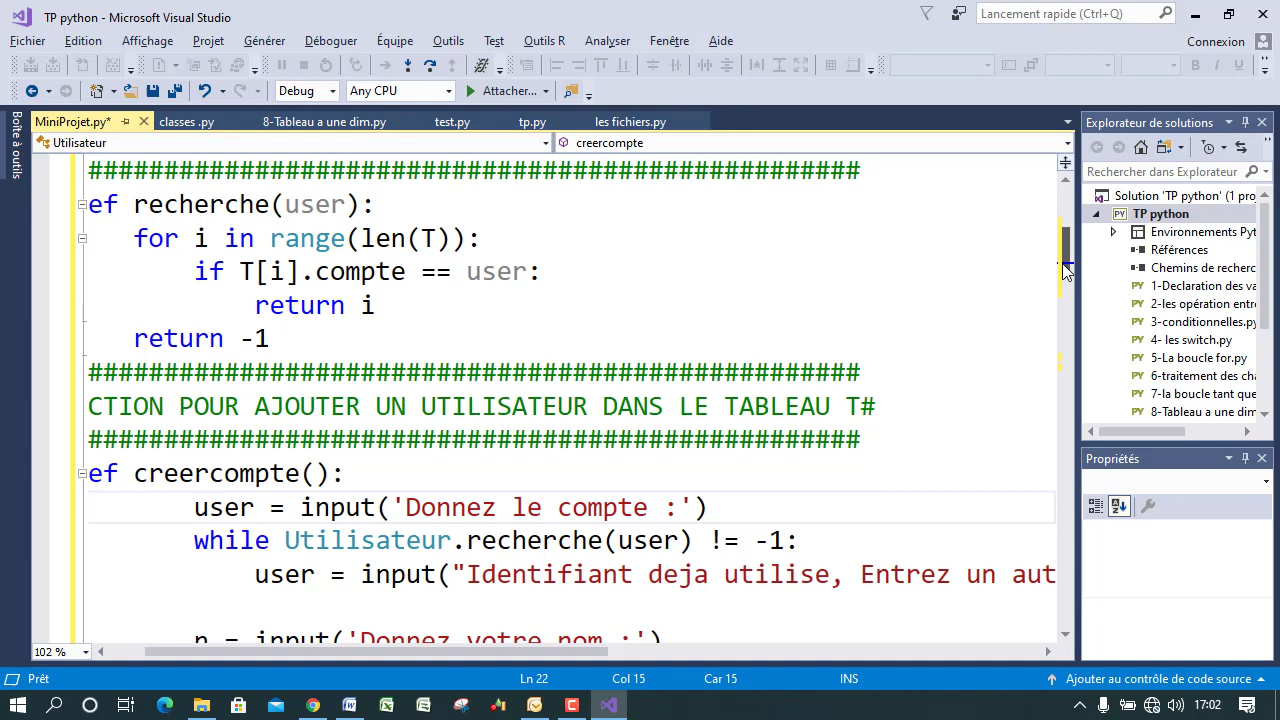 TP python - Microsoft Visual Studio
Lancement rapide (Ctrl+Q)
Fichier Edition Affichage Projet Générer Déboguer Équipe Outils Test Outils R Analyser Fenêtre Aide
Connexion
Debug Any CPU Attacher...
MiniProjet.py* classes .py 8-Tableau a une dim.py test.py tp.py les fichiers.py
Utilisateur creercompte
Boîte à outils
###################################################
ef recherche(user):
for i in range(len(T)):
if T[i].compte == user:
return i
return -1
###################################################
CTION POUR AJOUTER UN UTILISATEUR DANS LE TABLEAU T#
###################################################
ef creercompte():
user = input('Donnez le compte :')
while Utilisateur.recherche(user) != -1:
user = input("Identifiant deja utilise, Entrez un aut
n = input('Donnez votre nom :')
102 %
Explorateur de solutions
Rechercher dans Explorateur
Solution 'TP python' (1 pro
TP python
Environnements Pyt
Références
Chemins de recherc
1-Declaration des va
2-les opération entre
3-conditionnelles.py
4- les switch.py
5-La boucle for.py
6-traitement des cha
7-la boucle tant que
8-Tableau a une dim
Propriétés
Prêt Ln 22 Col 15 Car 15 INS Ajouter au contrôle de code source
17:02